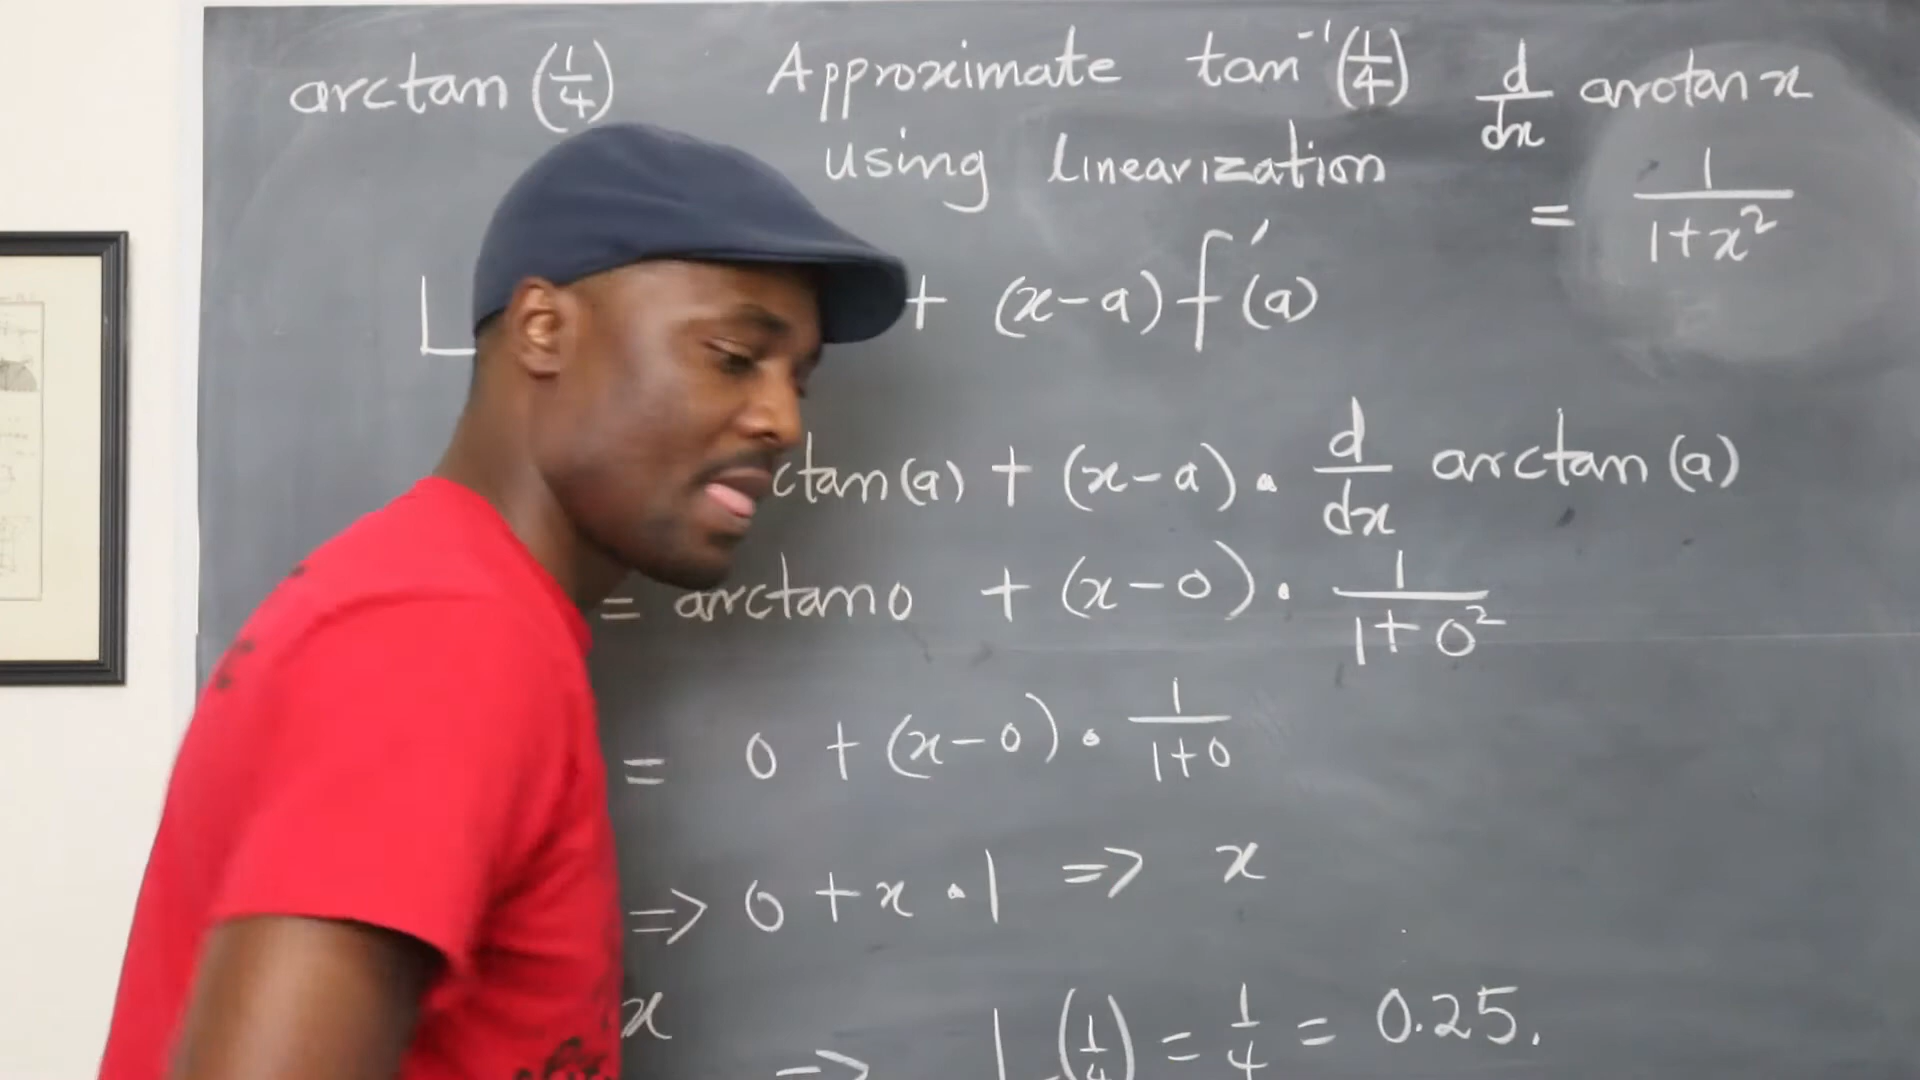 arctan (1/4) Approximate tan⁻¹(1/4) d/dx arctan x
using linearization = 1/(1+x²)
L + (x-a) f'(a)
ctan(a) + (x-a) · d/dx arctan (a)
= arctan 0 + (x-0) · 1/(1+0²)
= 0 + (x-0) · 1/(1+0)
=> 0 + x · 1 => x
x
=> L (1/4) = 1/4 = 0.25.